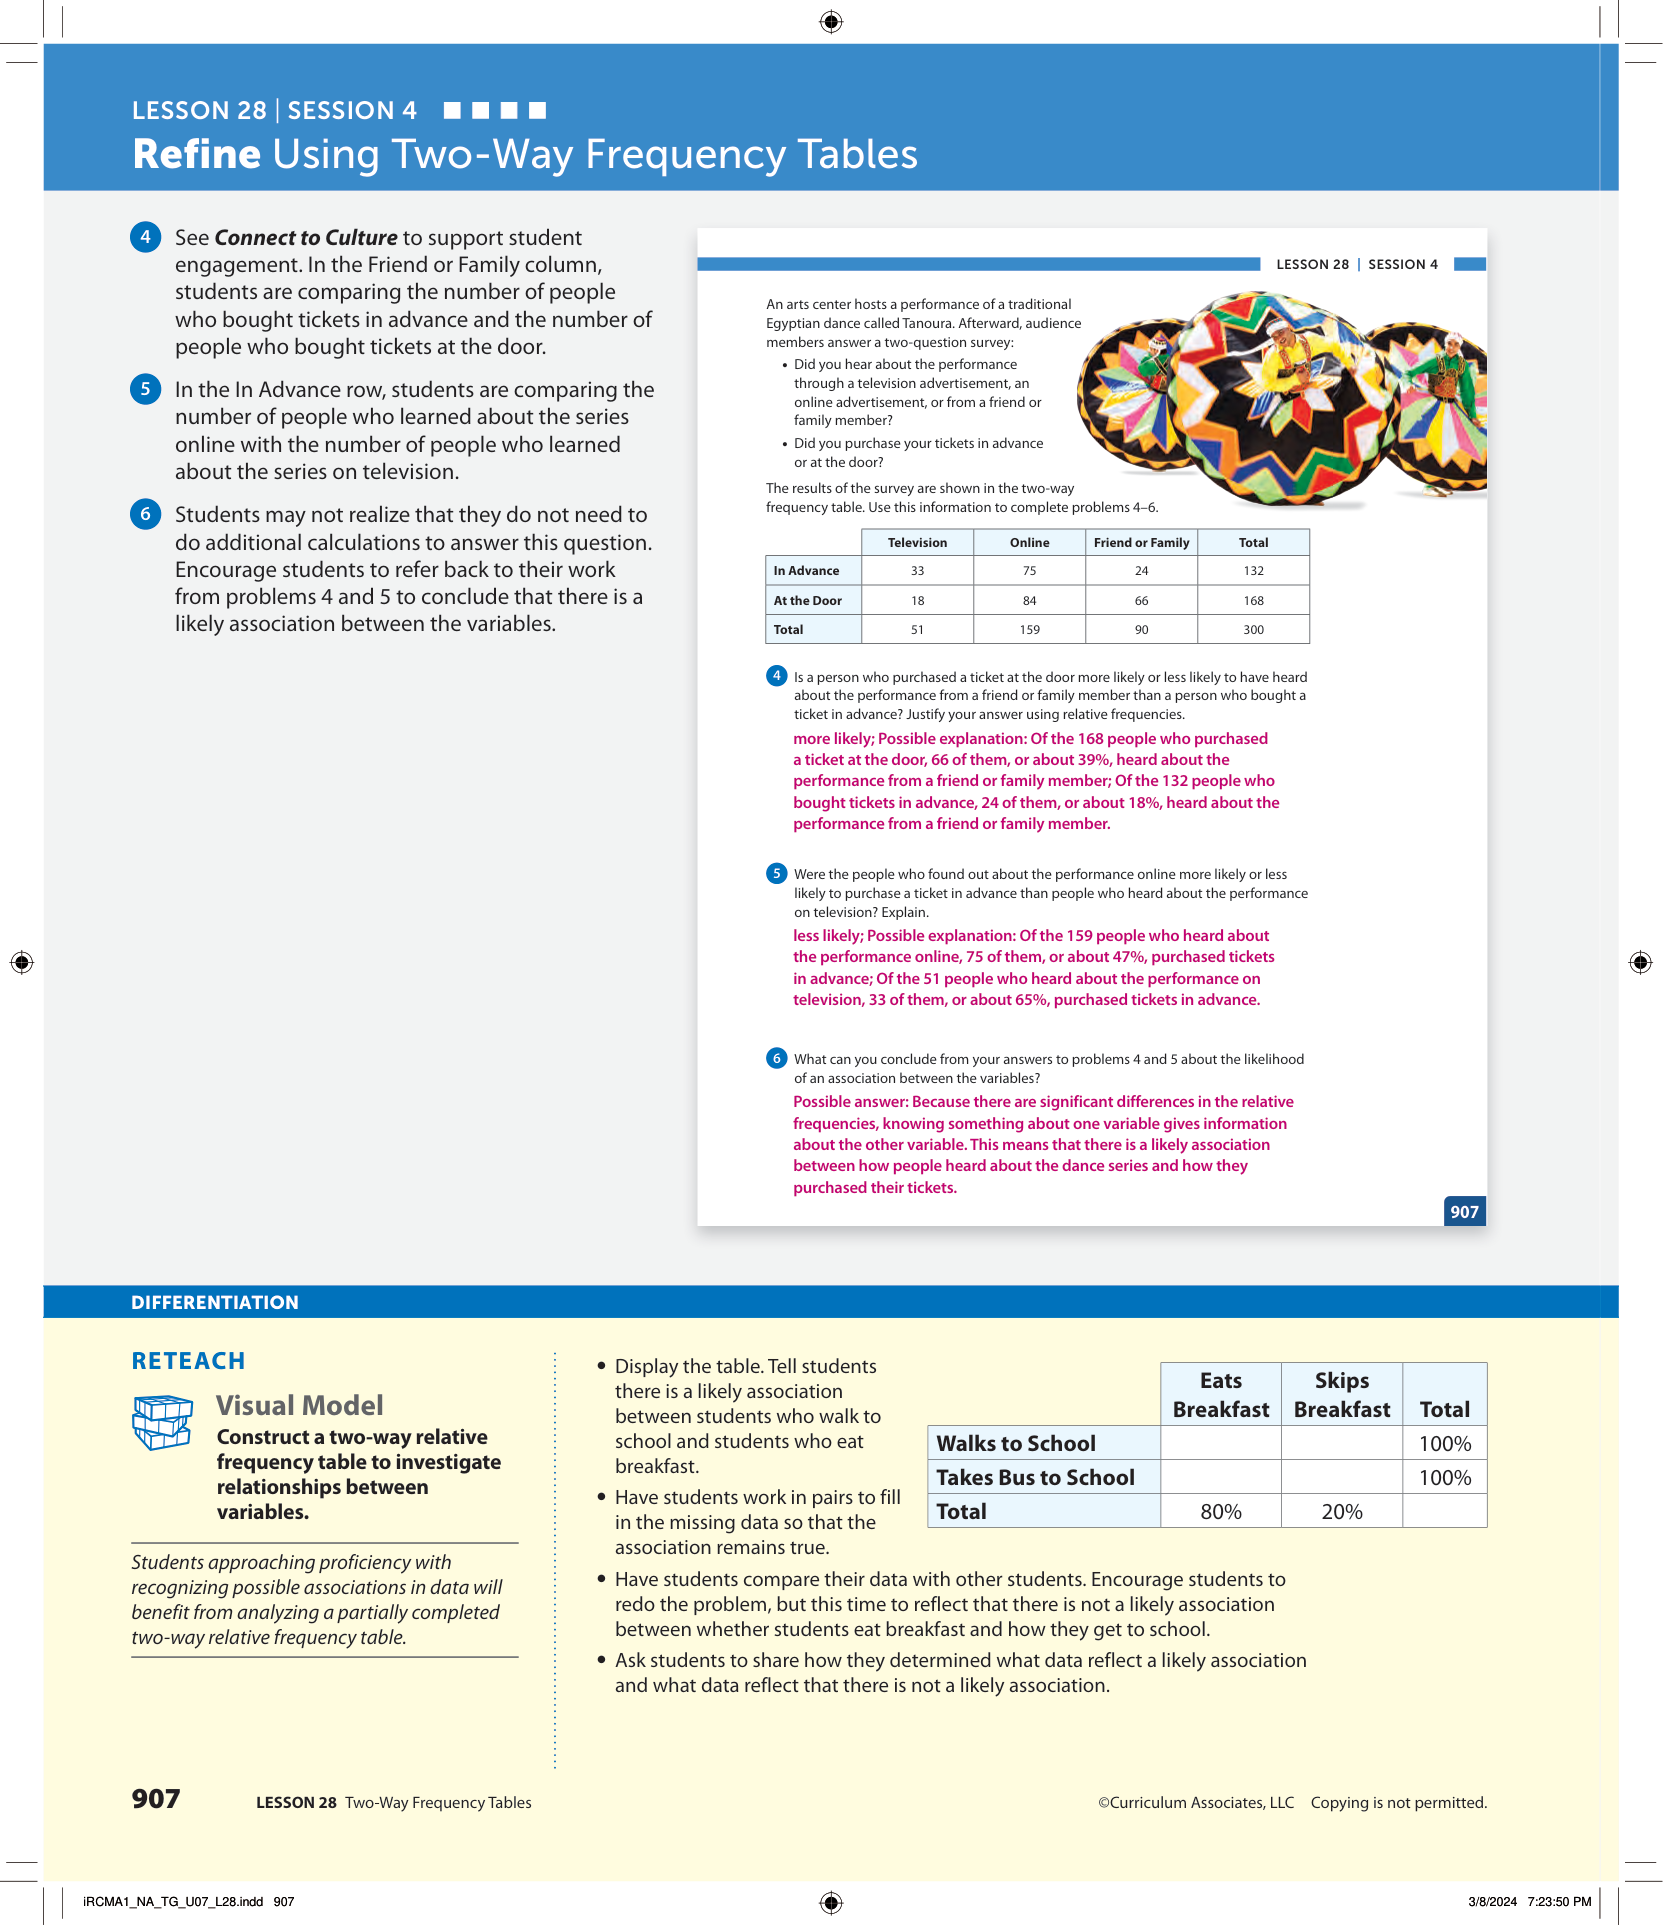 LESSON 28 | SESSION 4
Refine Using Two-Way Frequency Tables
4 See Connect to Culture to support student
engagement. In the Friend or Family column,
students are comparing the number of people
who bought tickets in advance and the number of
people who bought tickets at the door.
5 In the In Advance row, students are comparing the
number of people who learned about the series
online with the number of people who learned
about the series on television.
6 Students may not realize that they do not need to
do additional calculations to answer this question.
Encourage students to refer back to their work
from problems 4 and 5 to conclude that there is a
likely association between the variables.
LESSON 28 | SESSION 4
An arts center hosts a performance of a traditional
Egyptian dance called Tanoura. Afterward, audience
members answer a two-question survey:
• Did you hear about the performance
through a television advertisement, an
online advertisement, or from a friend or
family member?
• Did you purchase your tickets in advance
or at the door?
The results of the survey are shown in the two-way
frequency table. Use this information to complete problems 4–6.
Television Online Friend or Family Total
In Advance 33 75 24 132
At the Door 18 84 66 168
Total 51 159 90 300
4 Is a person who purchased a ticket at the door more likely or less likely to have heard
about the performance from a friend or family member than a person who bought a
ticket in advance? Justify your answer using relative frequencies.
more likely; Possible explanation: Of the 168 people who purchased
a ticket at the door, 66 of them, or about 39%, heard about the
performance from a friend or family member; Of the 132 people who
bought tickets in advance, 24 of them, or about 18%, heard about the
performance from a friend or family member.
5 Were the people who found out about the performance online more likely or less
likely to purchase a ticket in advance than people who heard about the performance
on television? Explain.
less likely; Possible explanation: Of the 159 people who heard about
the performance online, 75 of them, or about 47%, purchased tickets
in advance; Of the 51 people who heard about the performance on
television, 33 of them, or about 65%, purchased tickets in advance.
6 What can you conclude from your answers to problems 4 and 5 about the likelihood
of an association between the variables?
Possible answer: Because there are significant differences in the relative
frequencies, knowing something about one variable gives information
about the other variable. This means that there is a likely association
between how people heard about the dance series and how they
purchased their tickets.
907
DIFFERENTIATION
RETEACH
Visual Model
Construct a two-way relative
frequency table to investigate
relationships between
variables.
Students approaching proficiency with
recognizing possible associations in data will
benefit from analyzing a partially completed
two-way relative frequency table.
• Display the table. Tell students
there is a likely association
between students who walk to
school and students who eat
breakfast.
• Have students work in pairs to fill
in the missing data so that the
association remains true.
• Have students compare their data with other students. Encourage students to
redo the problem, but this time to reflect that there is not a likely association
between whether students eat breakfast and how they get to school.
• Ask students to share how they determined what data reflect a likely association
and what data reflect that there is not a likely association.
Eats Skips
Breakfast Breakfast Total
Walks to School 100%
Takes Bus to School 100%
Total 80% 20%
907 LESSON 28 Two-Way Frequency Tables ©Curriculum Associates, LLC Copying is not permitted.
iRCMA1_NA_TG_U07_L28.indd 907 3/8/2024 7:23:50 PM